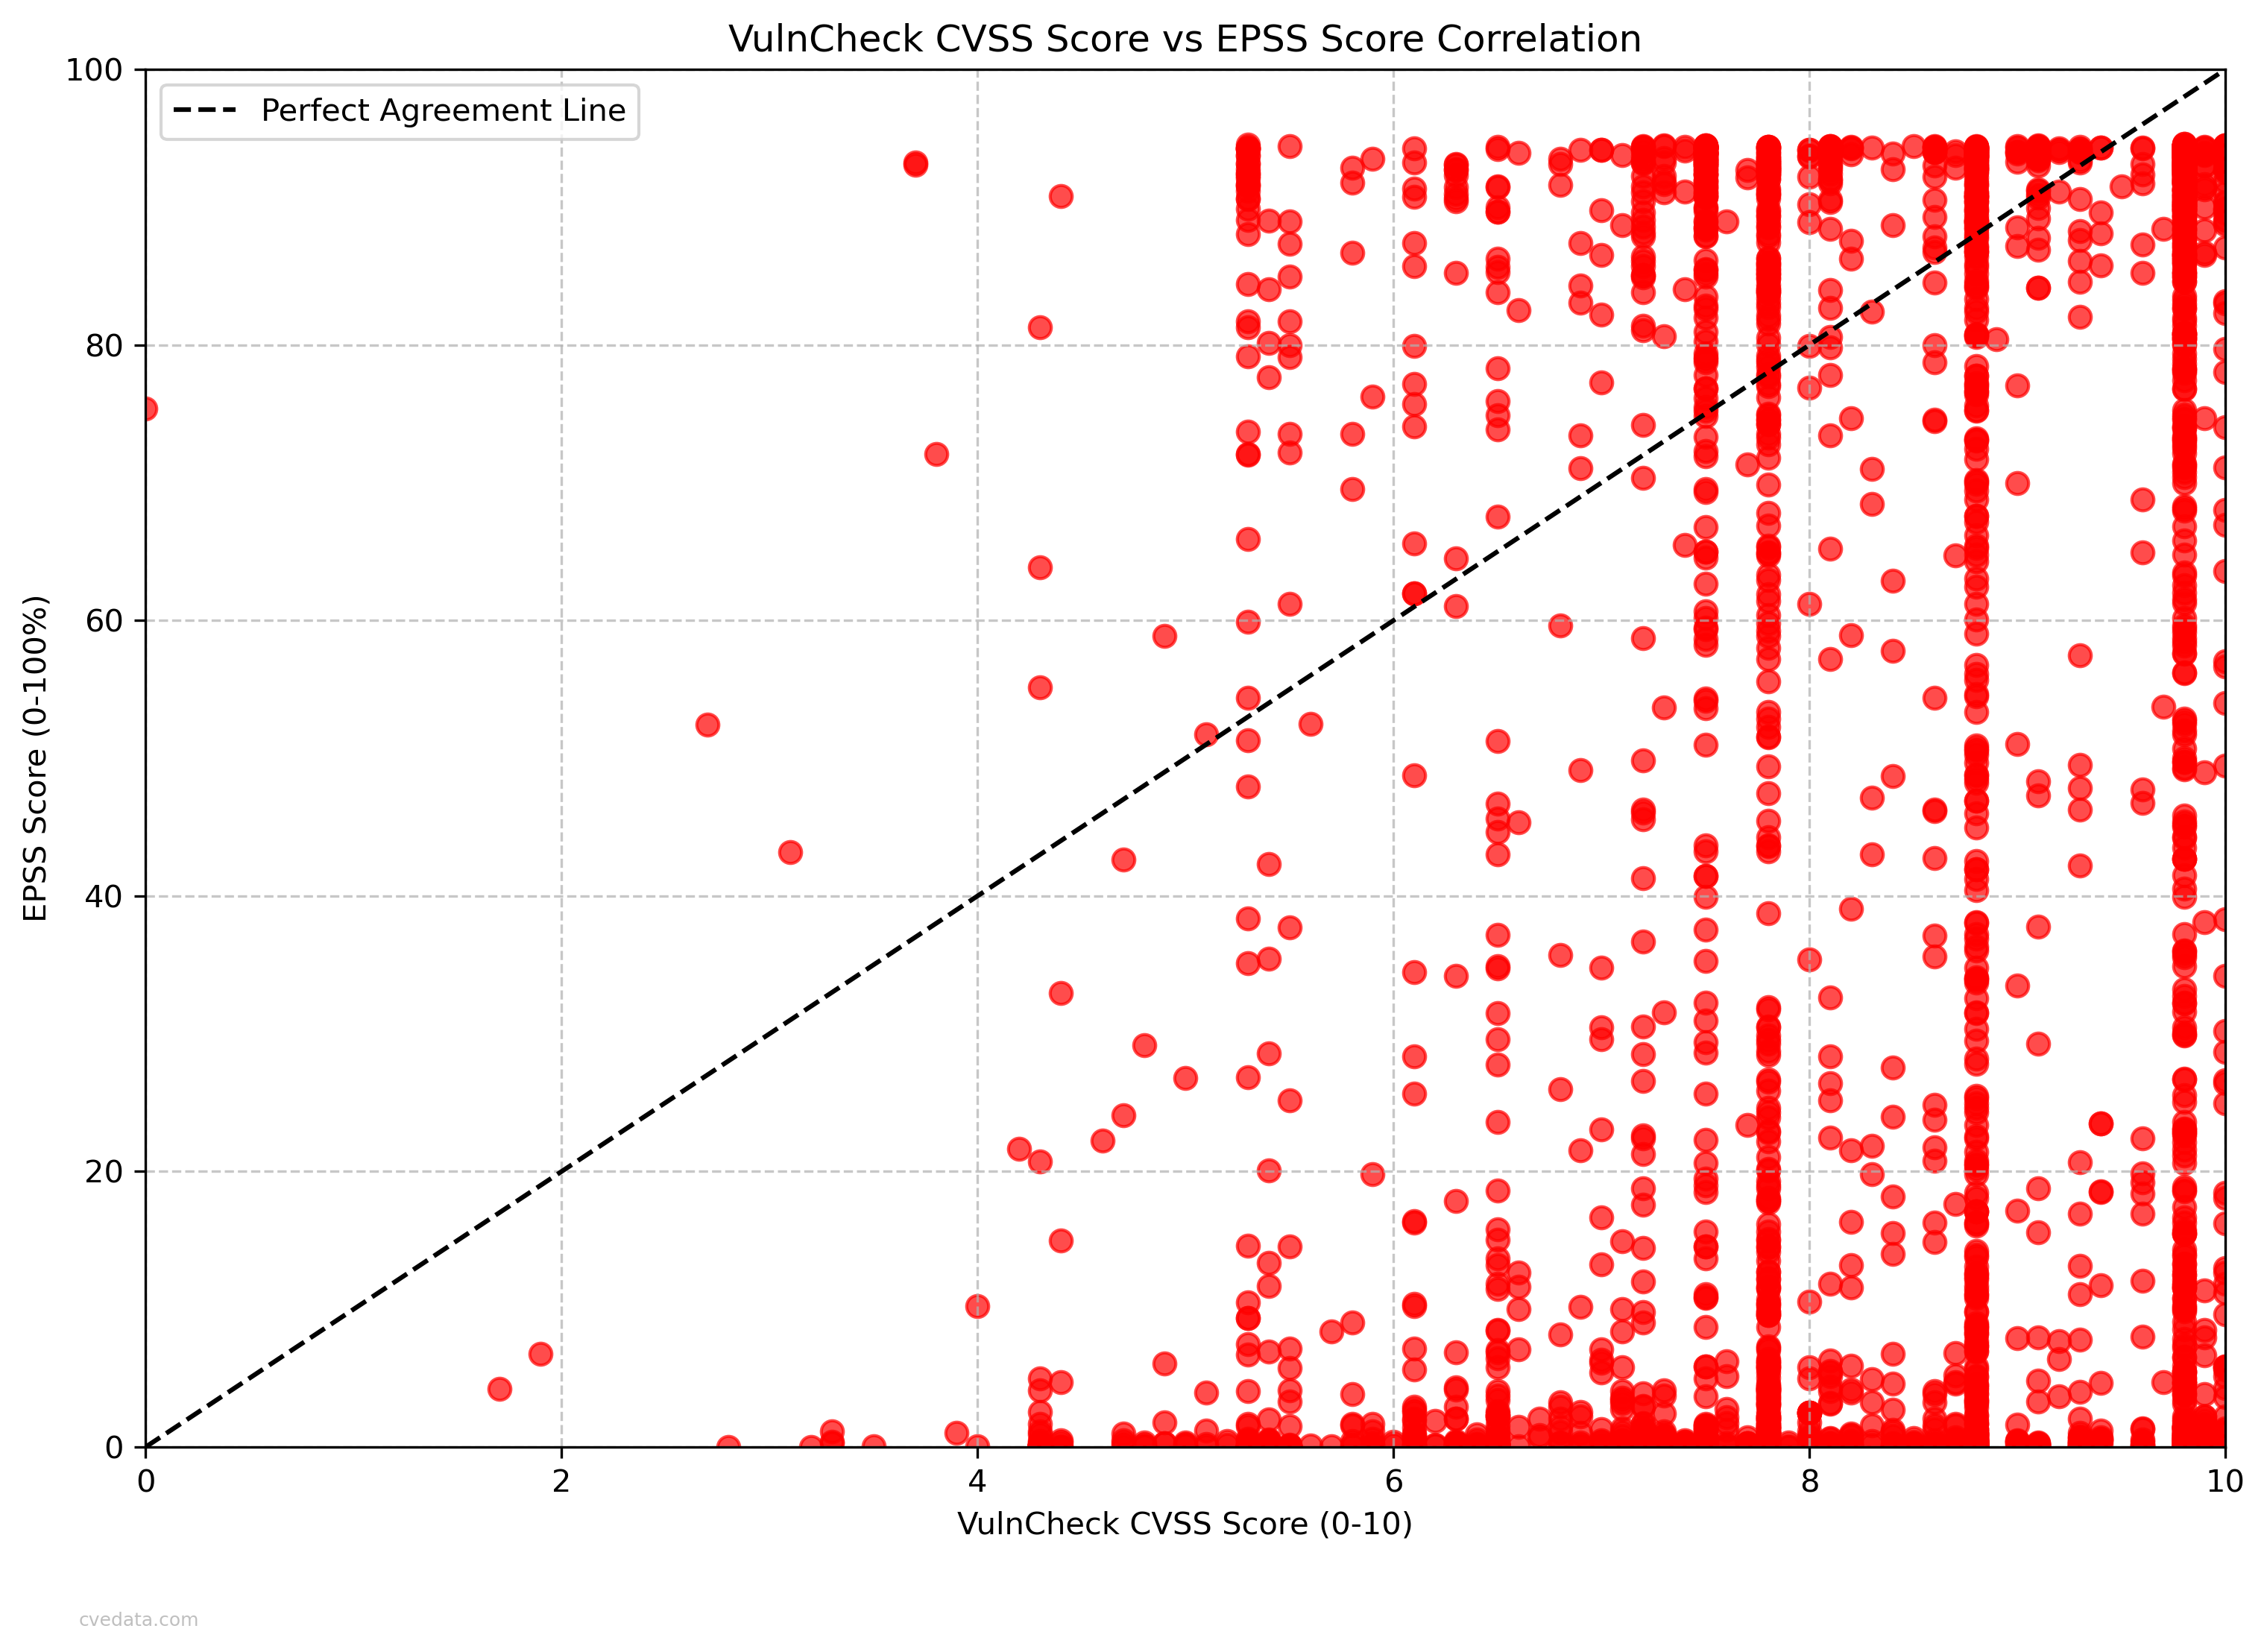 VulnCheck CVSS Score vs EPSS Score Correlation
Perfect Agreement Line
EPSS Score (0-100%)
100
80
60
40
20
0
0 2 4 6 8 10
VulnCheck CVSS Score (0-10)
cvedata.com